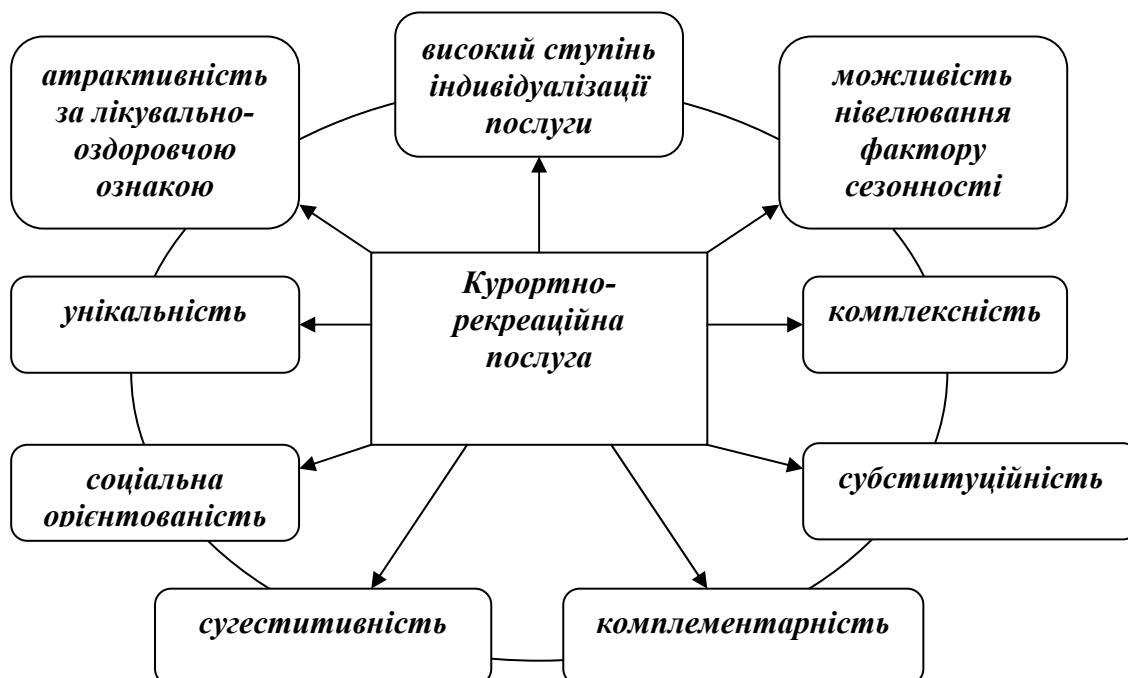 атрактивність
за лікувально-
оздоровчою
ознакою
високий ступінь
індивідуалізації
послуги
можливість
нівелювання
фактору
сезонності
унікальність
Курортно-
рекреаційна
послуга
комплексність
соціальна
орієнтованість
субституційність
сугеститивність
комплементарність